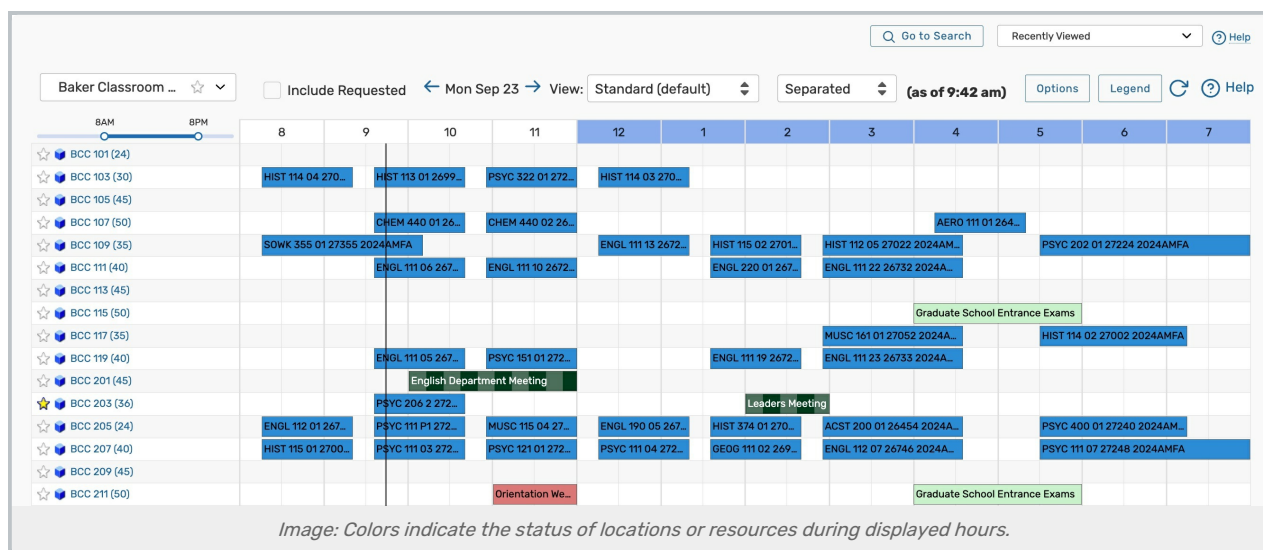 Go to Search Recently Viewed Help
Baker Classroom ... Include Requested Mon Sep 23 View: Standard (default) Separated (as of 9:42 am) Options Legend Help
8AM 8PM 8 9 10 11 12 1 2 3 4 5 6 7
BCC 101 (24)
BCC 103 (30) HIST 114 04 270... HIST 113 01 2699... PSYC 322 01 272... HIST 114 03 270...
BCC 105 (45)
BCC 107 (50) CHEM 440 01 26... CHEM 440 02 26... AERO 111 01 264...
BCC 109 (35) SOWK 355 01 27355 2024AMFA ENGL 111 13 2672... HIST 115 02 2701... HIST 112 05 27022 2024AM... PSYC 202 01 27224 2024AMFA
BCC 111 (40) ENGL 111 06 267... ENGL 111 10 2672... ENGL 220 01 267... ENGL 111 22 26732 2024A...
BCC 113 (45)
BCC 115 (50) Graduate School Entrance Exams
BCC 117 (35) MUSC 161 01 27052 2024A... HIST 114 02 27002 2024AMFA
BCC 119 (40) ENGL 111 05 267... PSYC 151 01 272... ENGL 111 19 2672... ENGL 111 23 26733 2024A...
BCC 201 (45) English Department Meeting
BCC 203 (36) PSYC 206 2 272... Leaders Meeting
BCC 205 (24) ENGL 112 01 267... PSYC 111 P1 272... MUSC 115 04 27... ENGL 190 05 267... HIST 374 01 270... ACST 200 01 26454 2024A... PSYC 400 01 27240 2024AM...
BCC 207 (40) HIST 115 01 2700... PSYC 111 03 272... PSYC 121 01 272... PSYC 111 04 272... GEOG 111 02 269... ENGL 112 07 26746 2024A... PSYC 111 07 27248 2024AMFA
BCC 209 (45)
BCC 211 (50) Orientation We... Graduate School Entrance Exams
Image: Colors indicate the status of locations or resources during displayed hours.